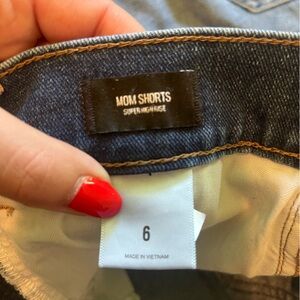 MOM SHORTS
SUPER HIGH RISE
6
MADE IN VIETNAM